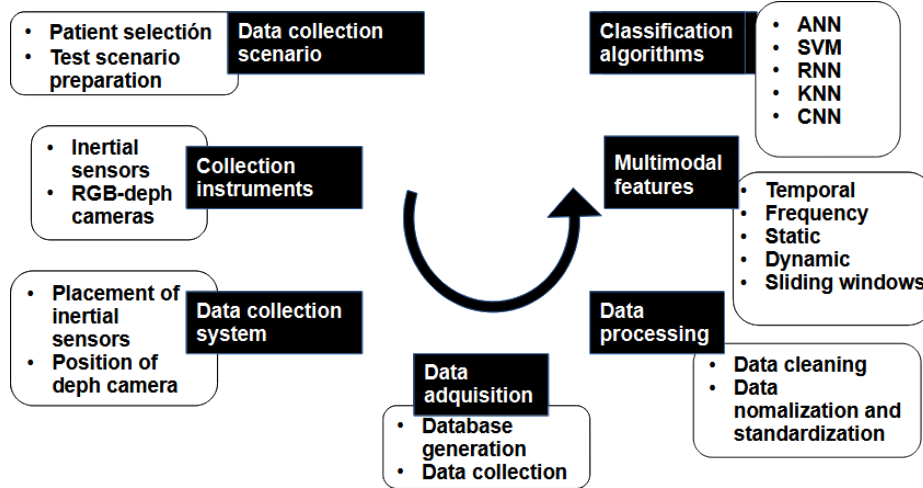 Data collection
scenario
• Patient selectión
• Test scenario
preparation
Collection
instruments
• Inertial
sensors
• RGB-deph
cameras
Data collection
system
• Placement of
inertial
sensors
• Position of
deph camera
Data
adquisition
• Database
generation
• Data collection
Data
processing
• Data cleaning
• Data
nomalization and
standardization
Multimodal
features
• Temporal
• Frequency
• Static
• Dynamic
• Sliding windows
Classification
algorithms
• ANN
• SVM
• RNN
• KNN
• CNN